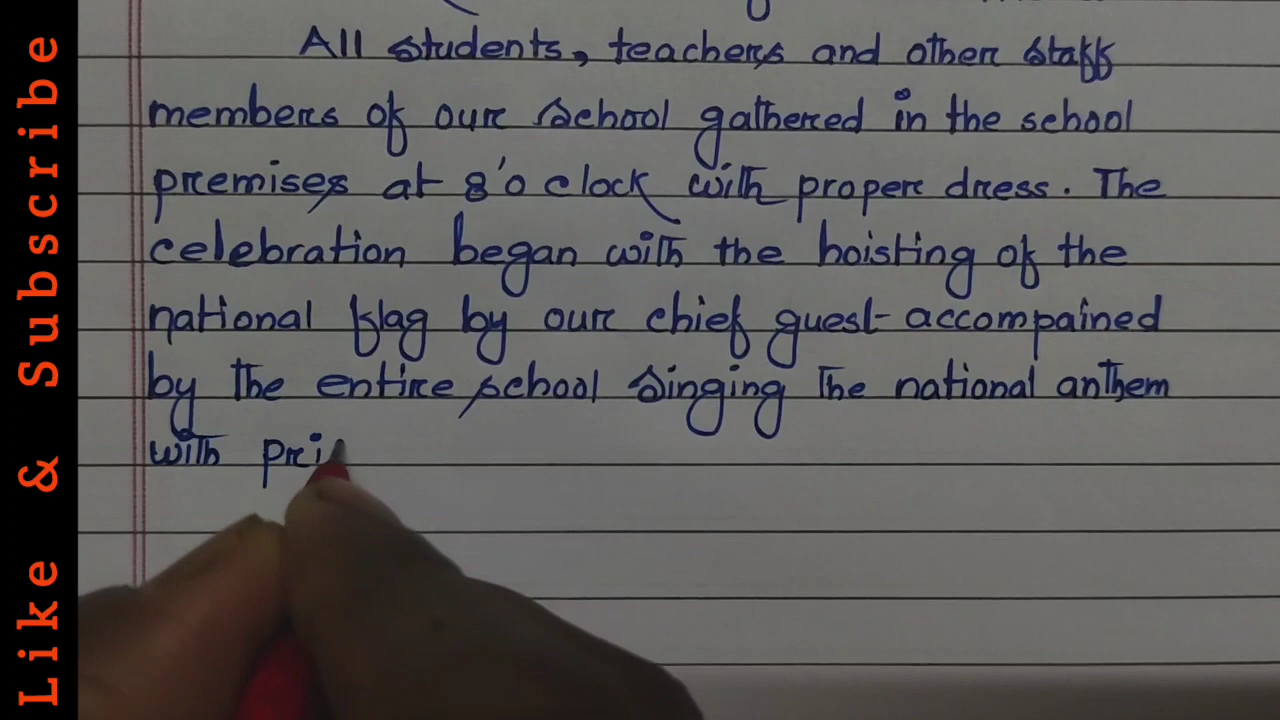 Like & Subscribe
All students, teachers and other staff
members of our school gathered in the school
premises at 8'o clock with proper dress. The
celebration began with the hoisting of the
national flag by our chief guest accompained
by the entire school singing the national anthem
with pri